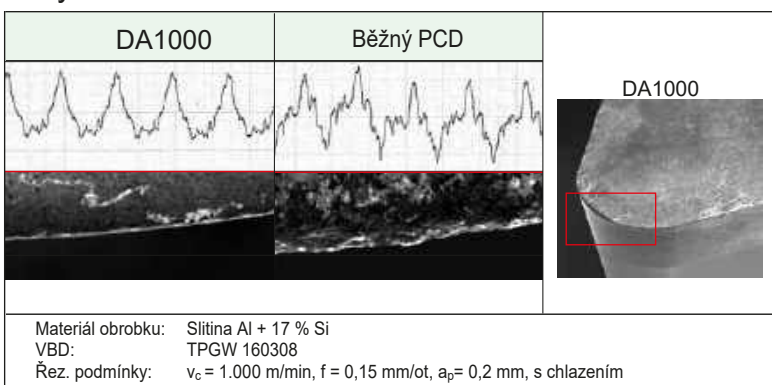 DA1000
Běžný PCD
DA1000
Materiál obrobku: Slitina Al + 17 % Si
VBD: TPGW 160308
Řez. podmínky: vc = 1.000 m/min, f = 0,15 mm/ot, ap= 0,2 mm, s chlazením